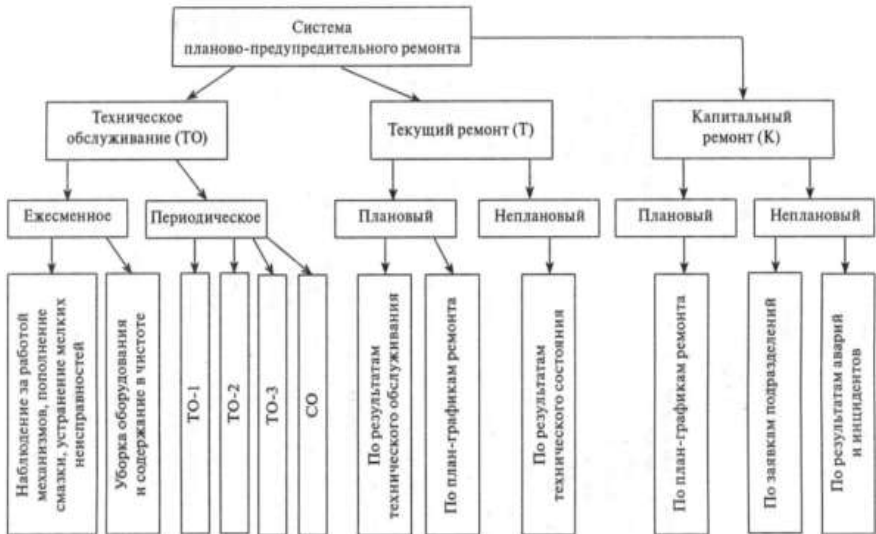 Система
планово-предупредительного ремонта
Техническое
обслуживание (ТО)
Текущий ремонт (Т)
Капитальный
ремонт (К)
Ежесменное
Периодическое
Плановый
Неплановый
Плановый
Неплановый
Наблюдение за работой
механизмов, пополнение
смазки, устранение мелких
неисправностей
Уборка оборудования
и содержание в чистоте
ТО-1
ТО-2
ТО-3
СО
По результатам
технического обслуживания
По план-графикам ремонта
По результатам
технического состояния
По план-графикам ремонта
По заявкам подразделений
По результатам аварий
и инцидентов